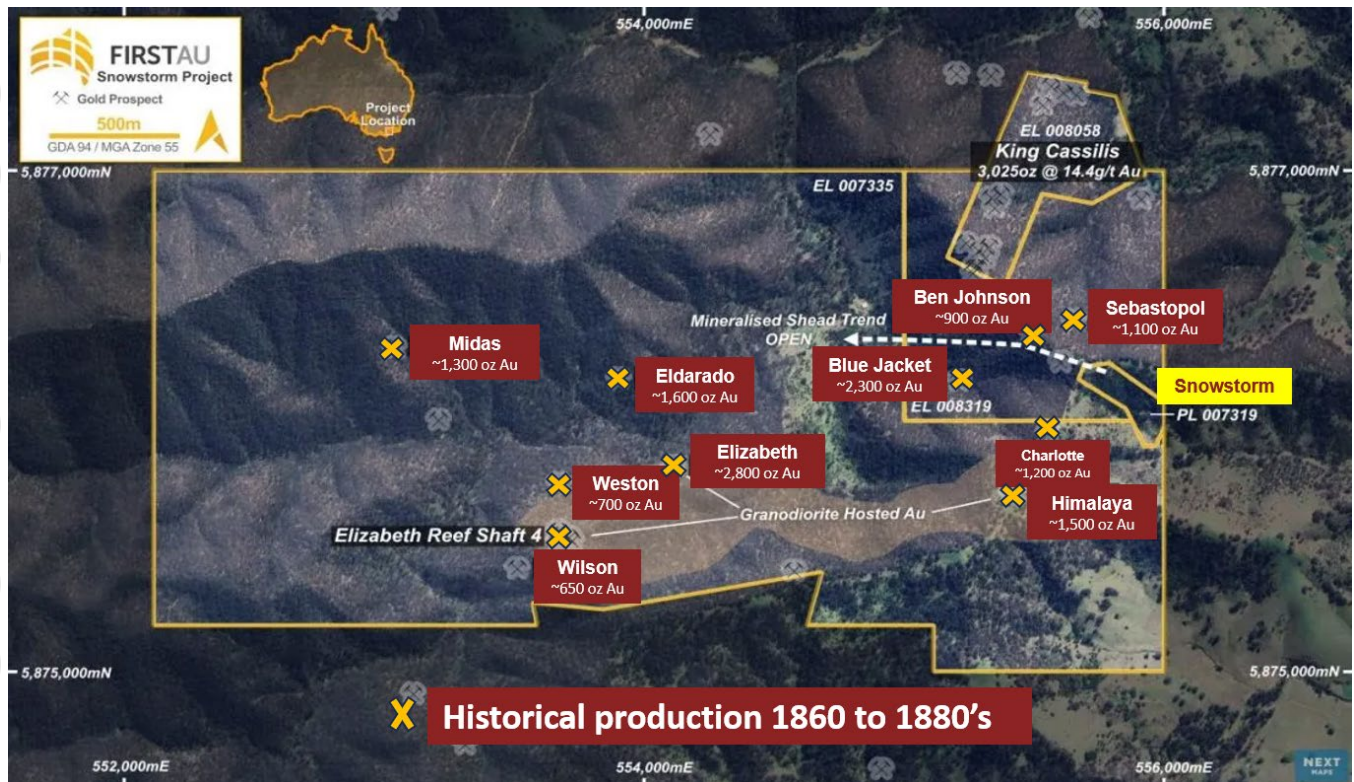 FIRSTAU
Snowstorm Project
Gold Prospect
500m
GDA 94 / MGA Zone 55
Project
Location
554,000mE
556,000mE
5,877,000mN
5,877,000mN
EL 007335
EL 008058
King Cassilis
3,025oz @ 14.4g/t Au
Midas
~1,300 oz Au
Eldarado
~1,600 oz Au
Mineralised Shead Trend
OPEN
Ben Johnson
~900 oz Au
Sebastopol
~1,100 oz Au
Blue Jacket
~2,300 oz Au
EL 008319
Snowstorm
PL 007319
Charlotte
~1,200 oz Au
Elizabeth
~2,800 oz Au
Weston
~700 oz Au
Granodiorite Hosted Au
Himalaya
~1,500 oz Au
Elizabeth Reef Shaft 4
Wilson
~650 oz Au
5,875,000mN
5,875,000mN
Historical production 1860 to 1880's
552,000mE
554,000mE
556,000mE
NEXT
MAPS